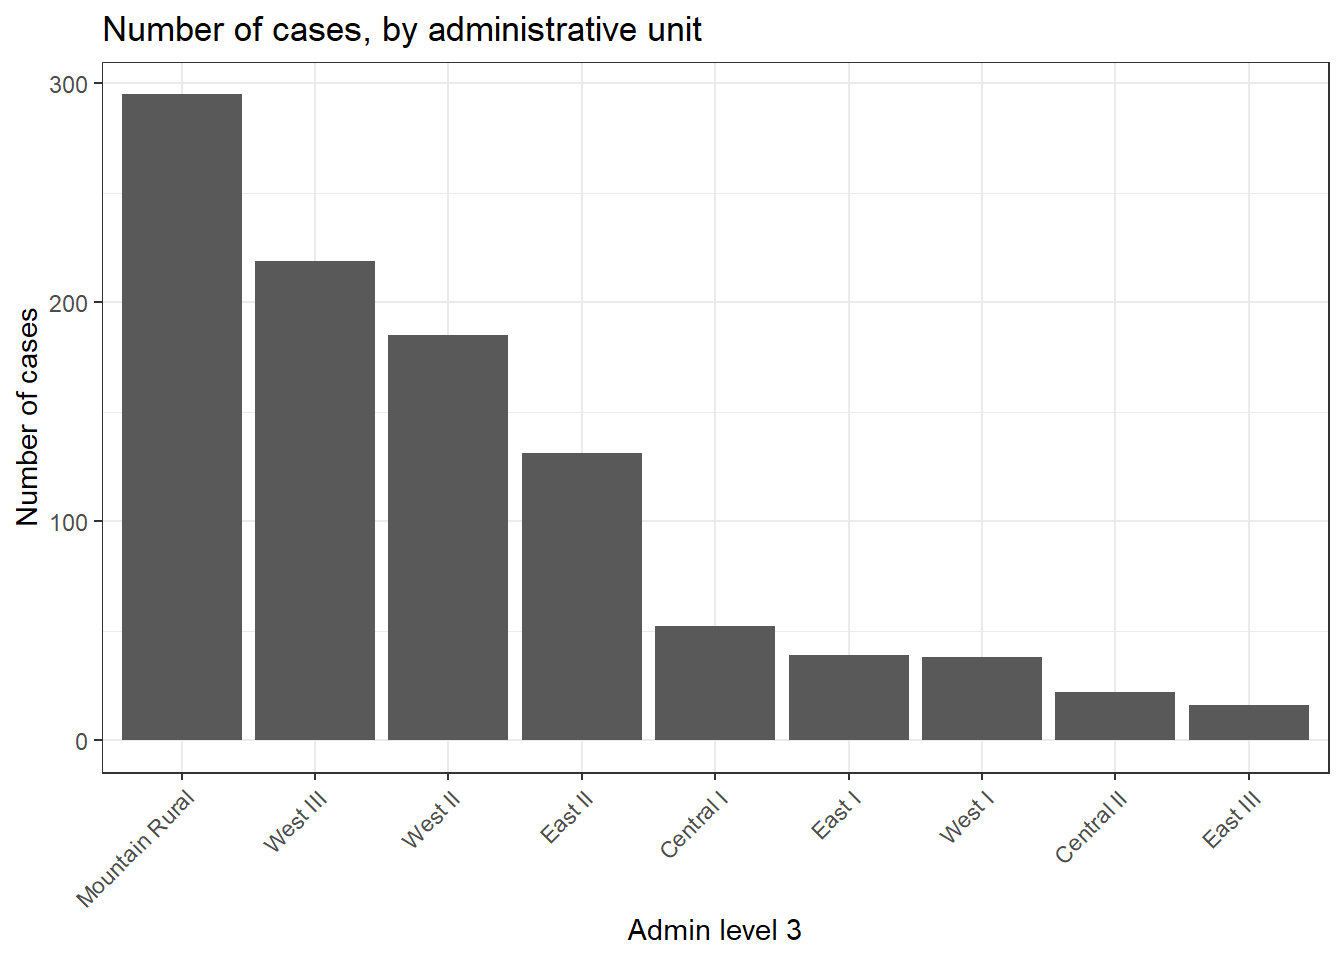 Number of cases, by administrative unit
Number of cases
300
200
100
0
Mountain Rural
West III
West II
East II
Central I
East I
West I
Central II
East III
Admin level 3